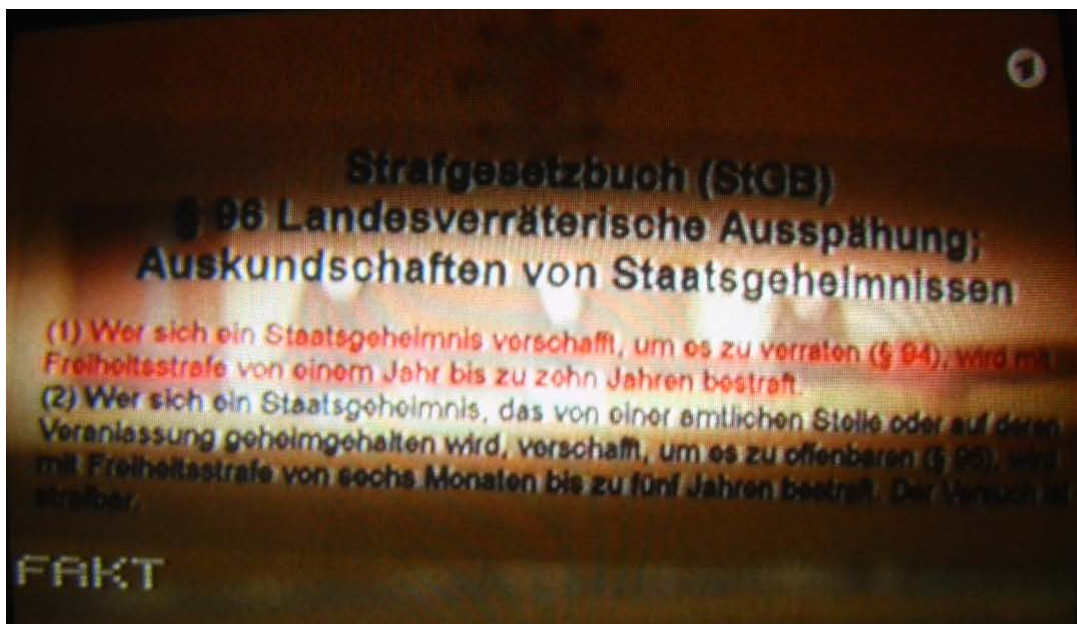 Strafgesetzbuch (StGB)
§ 96 Landesverräterische Ausspähung;
Auskundschaften von Staatsgeheimnissen
(1) Wer sich ein Staatsgeheimnis verschafft, um es zu verraten (§ 94), wird mit
Freiheitsstrafe von einem Jahr bis zu zehn Jahren bestraft.
(2) Wer sich ein Staatsgeheimnis, das von einer amtlichen Stelle oder auf deren
Veranlassung geheimgehalten wird, verschafft, um es zu offenbaren (§ 95), wird
mit Freiheitsstrafe von sechs Monaten bis zu fünf Jahren bestraft. Der Versuch ist
strafbar.
FAKT